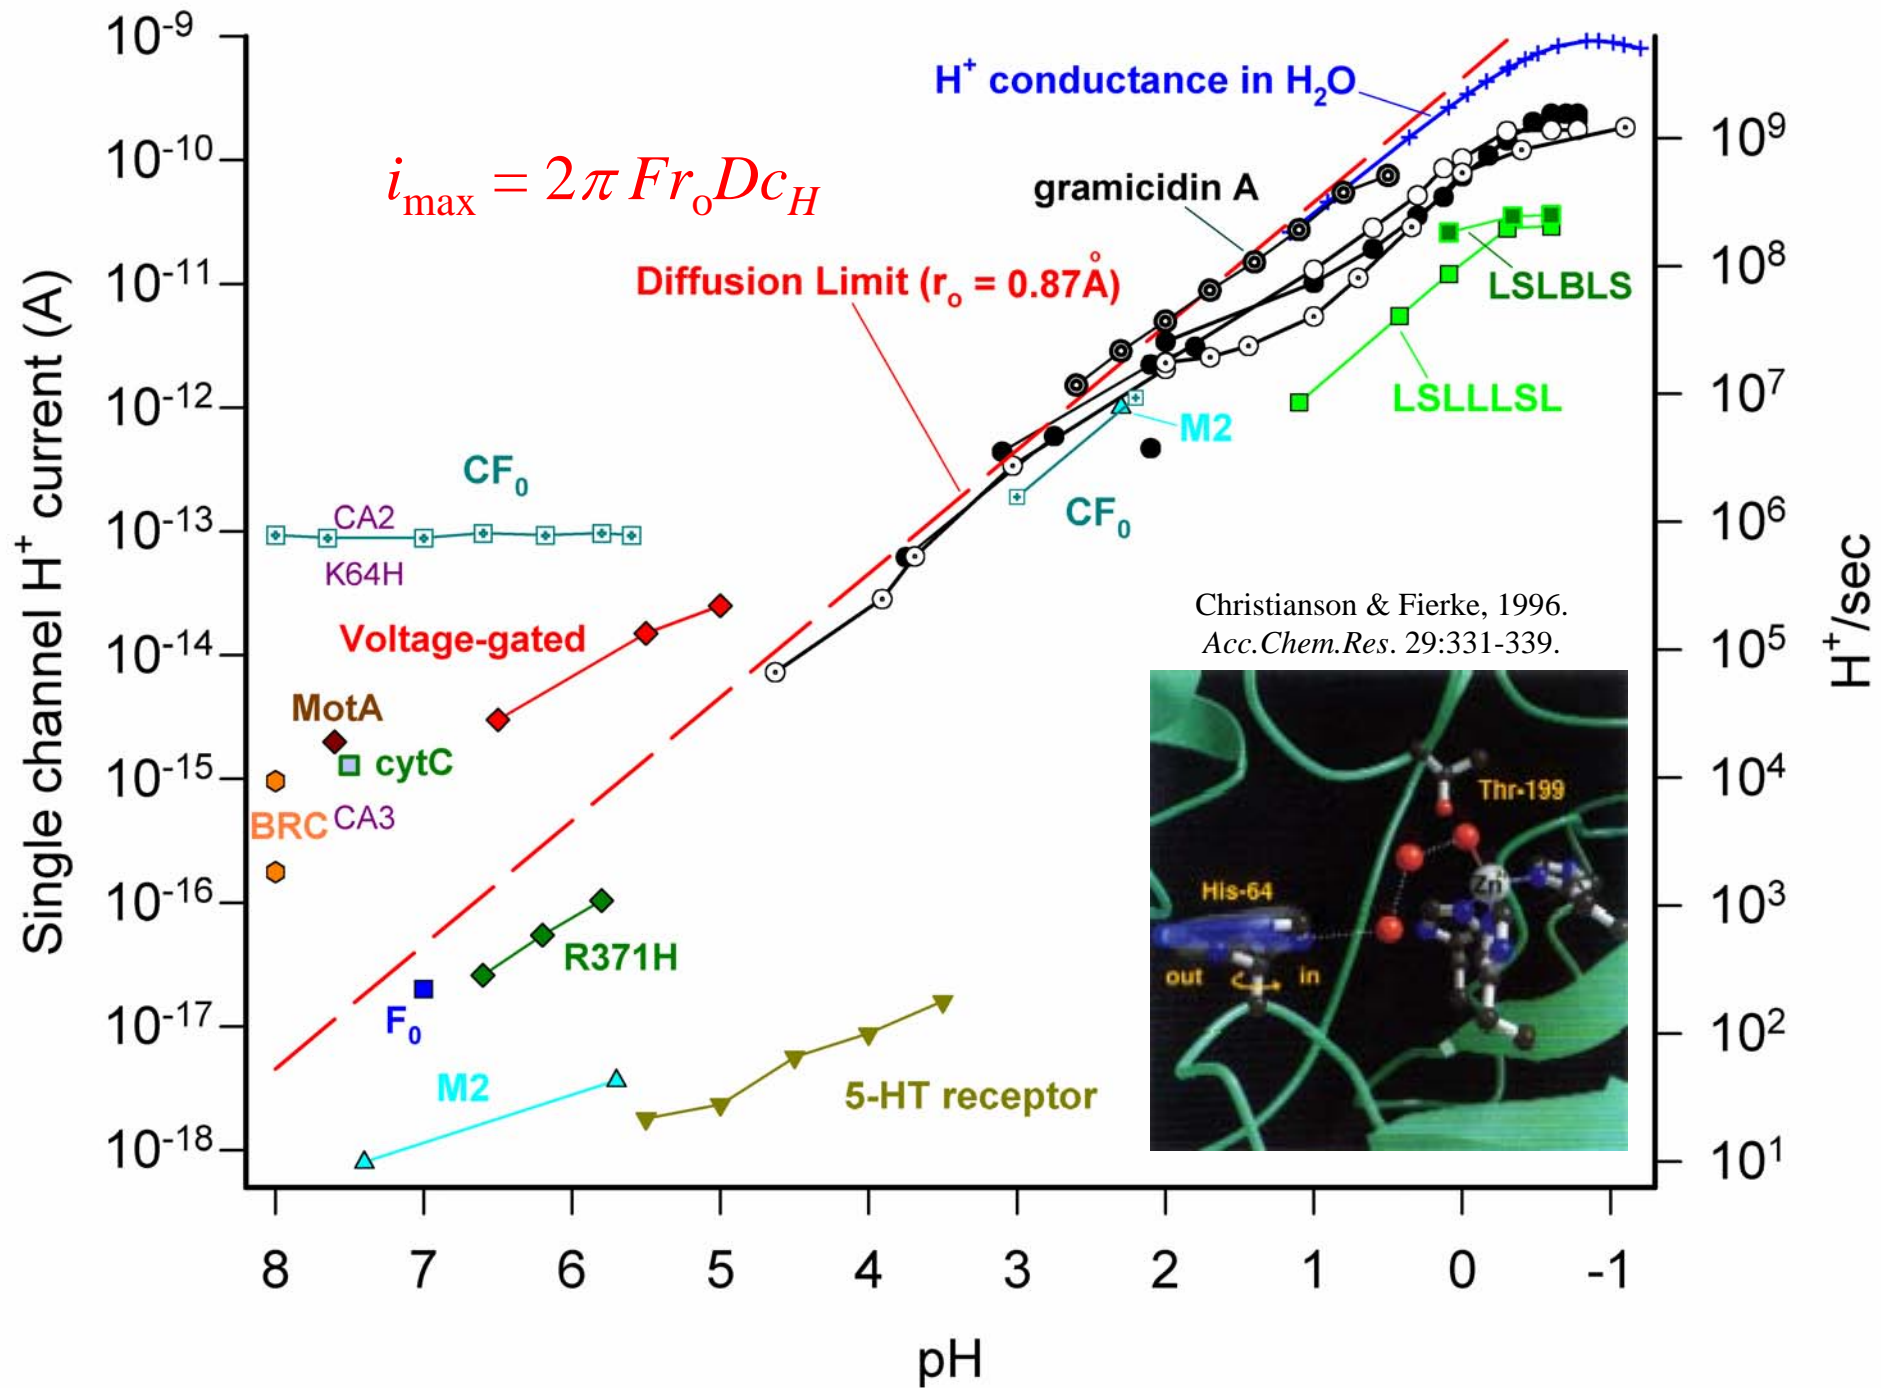 10⁻⁹
10⁻¹⁰
10⁻¹¹
10⁻¹²
10⁻¹³
10⁻¹⁴
10⁻¹⁵
10⁻¹⁶
10⁻¹⁷
10⁻¹⁸
Single channel H⁺ current (A)
i_max = 2π Fr_oDc_H
H⁺ conductance in H₂O
gramicidin A
Diffusion Limit (r_o = 0.87Å)
LSLBLS
LSLLLSL
M2
CF₀
CF₀
CA2
K64H
Voltage-gated
MotA
cytC
BRC
CA3
R371H
F₀
M2
5-HT receptor
Christianson & Fierke, 1996.
Acc.Chem.Res. 29:331-339.
Thr-199
Zn
His-64
out
in
10⁹
10⁸
10⁷
10⁶
10⁵
10⁴
10³
10²
10¹
H⁺/sec
8 7 6 5 4 3 2 1 0 -1
pH